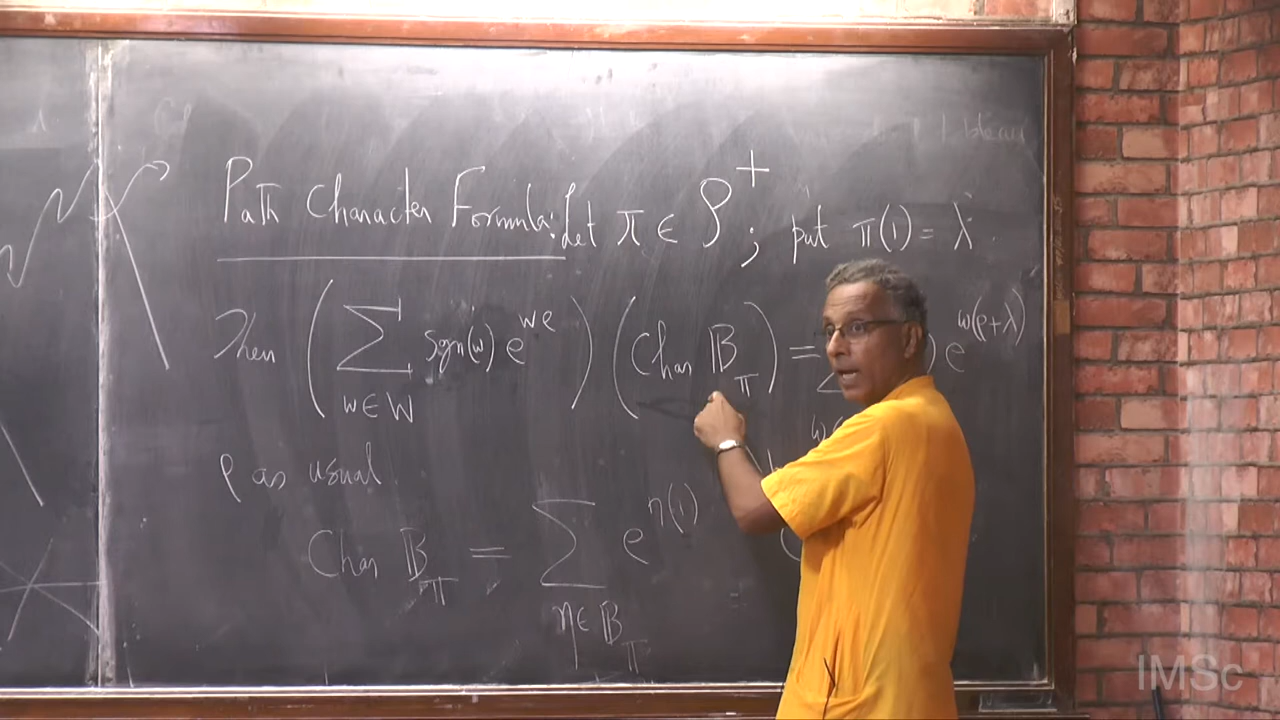 Path Character Formula: Let π ∈ P⁺; put π(1) = λ
Then (∑_{w∈W} sgn(w) e^{wρ}) (Char 𝔹_π) = ∑ ) e^{w(ρ+λ)}
ρ as usual
Char 𝔹_π = ∑_{η∈𝔹_π} e^{η(1)}
IMSc